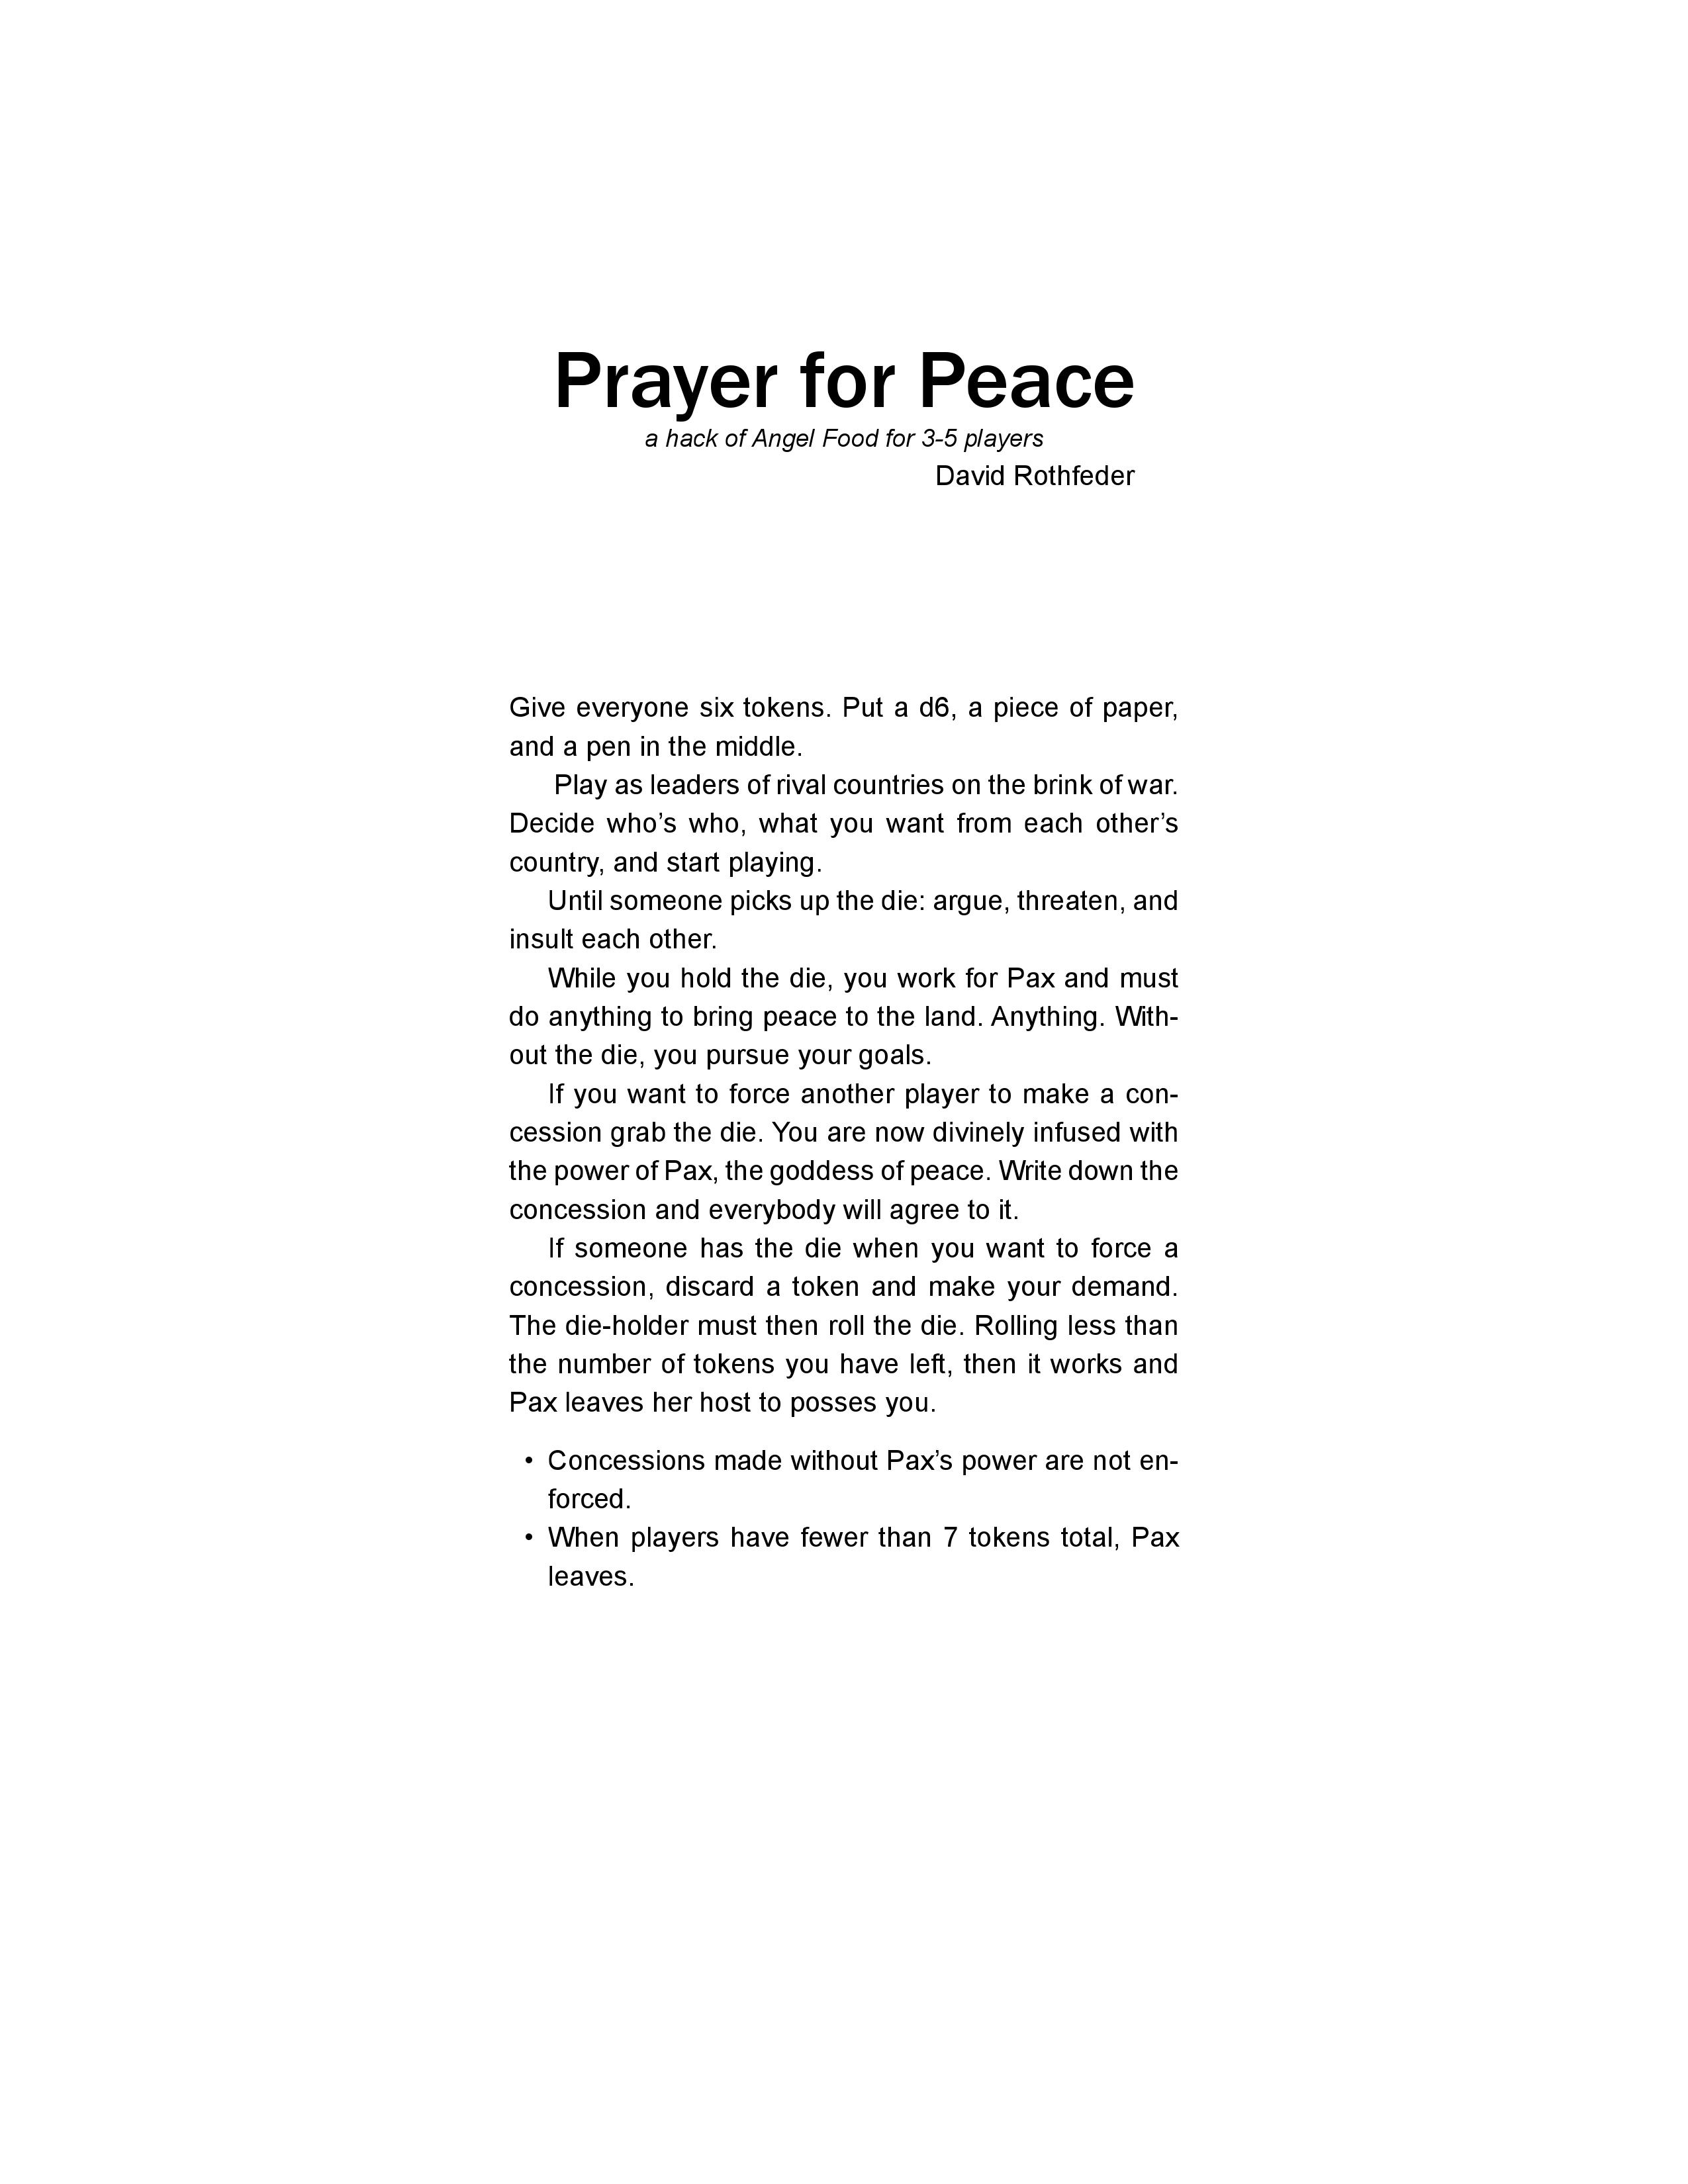 Prayer for Peace
a hack of Angel Food for 3-5 players
David Rothfeder
Give everyone six tokens. Put a d6, a piece of paper,
and a pen in the middle.
Play as leaders of rival countries on the brink of war.
Decide who’s who, what you want from each other’s
country, and start playing.
Until someone picks up the die: argue, threaten, and
insult each other.
While you hold the die, you work for Pax and must
do anything to bring peace to the land. Anything. With-
out the die, you pursue your goals.
If you want to force another player to make a con-
cession grab the die. You are now divinely infused with
the power of Pax, the goddess of peace. Write down the
concession and everybody will agree to it.
If someone has the die when you want to force a
concession, discard a token and make your demand.
The die-holder must then roll the die. Rolling less than
the number of tokens you have left, then it works and
Pax leaves her host to posses you.
• Concessions made without Pax’s power are not en-
forced.
• When players have fewer than 7 tokens total, Pax
leaves.